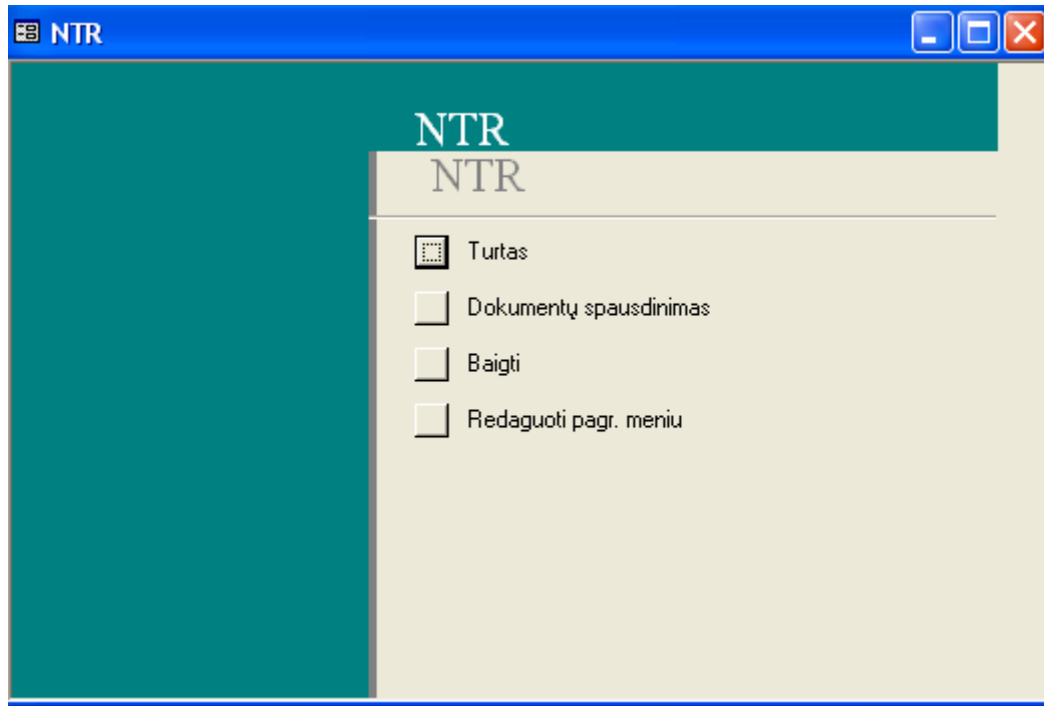 NTR
NTR
NTR
Turtas
Dokumentų spausdinimas
Baigti
Redaguoti pagr. meniu